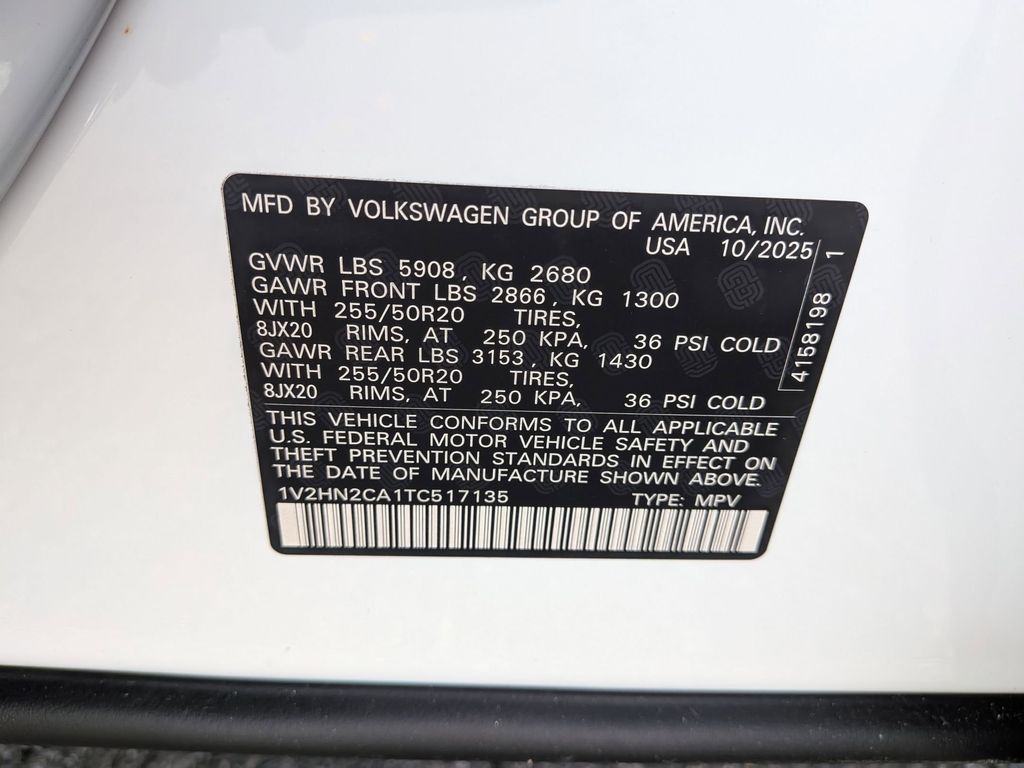 MFD BY VOLKSWAGEN GROUP OF AMERICA, INC.
USA 10/2025
GVWR LBS 5908, KG 2680
GAWR FRONT LBS 2866, KG 1300
WITH 255/50R20 TIRES,
8JX20 RIMS, AT 250 KPA, 36 PSI COLD
GAWR REAR LBS 3153, KG 1430
WITH 255/50R20 TIRES,
8JX20 RIMS, AT 250 KPA, 36 PSI COLD
4158198 1
THIS VEHICLE CONFORMS TO ALL APPLICABLE
U.S. FEDERAL MOTOR VEHICLE SAFETY AND
THEFT PREVENTION STANDARDS IN EFFECT ON
THE DATE OF MANUFACTURE SHOWN ABOVE.
1V2HN2CA1TC517135 TYPE: MPV